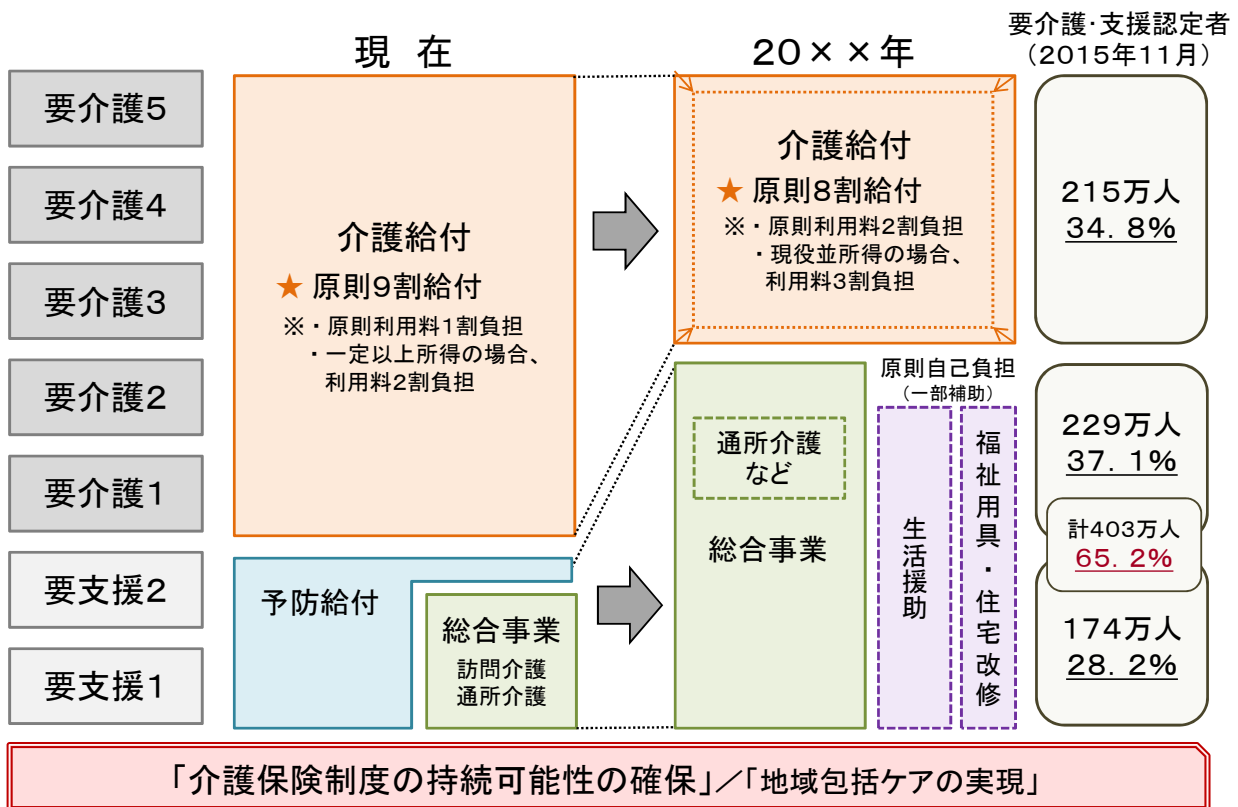 現 在
20××年
要介護・支援認定者
（2015年11月）
要介護5
要介護4
要介護3
要介護2
要介護1
要支援2
要支援1
介護給付
★ 原則9割給付
※・原則利用料1割負担
・一定以上所得の場合、
利用料2割負担
予防給付
総合事業
訪問介護
通所介護
介護給付
★ 原則8割給付
※・原則利用料2割負担
・現役並所得の場合、
利用料3割負担
通所介護
など
総合事業
原則自己負担
（一部補助）
生活援助
福祉用具・住宅改修
215万人
34. 8%
229万人
37. 1%
計403万人
65. 2%
174万人
28. 2%
「介護保険制度の持続可能性の確保」／「地域包括ケアの実現」